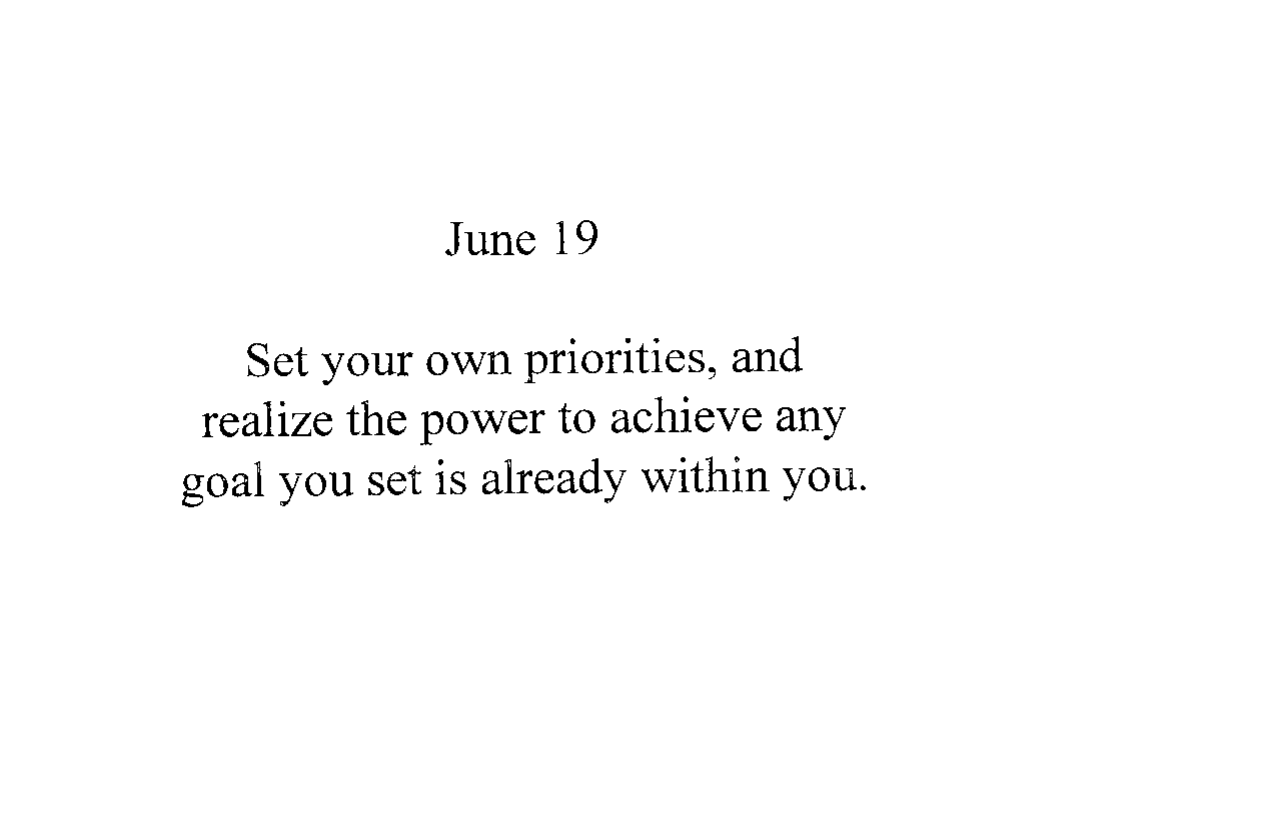 June 19
Set your own priorities, and
realize the power to achieve any
goal you set is already within you.